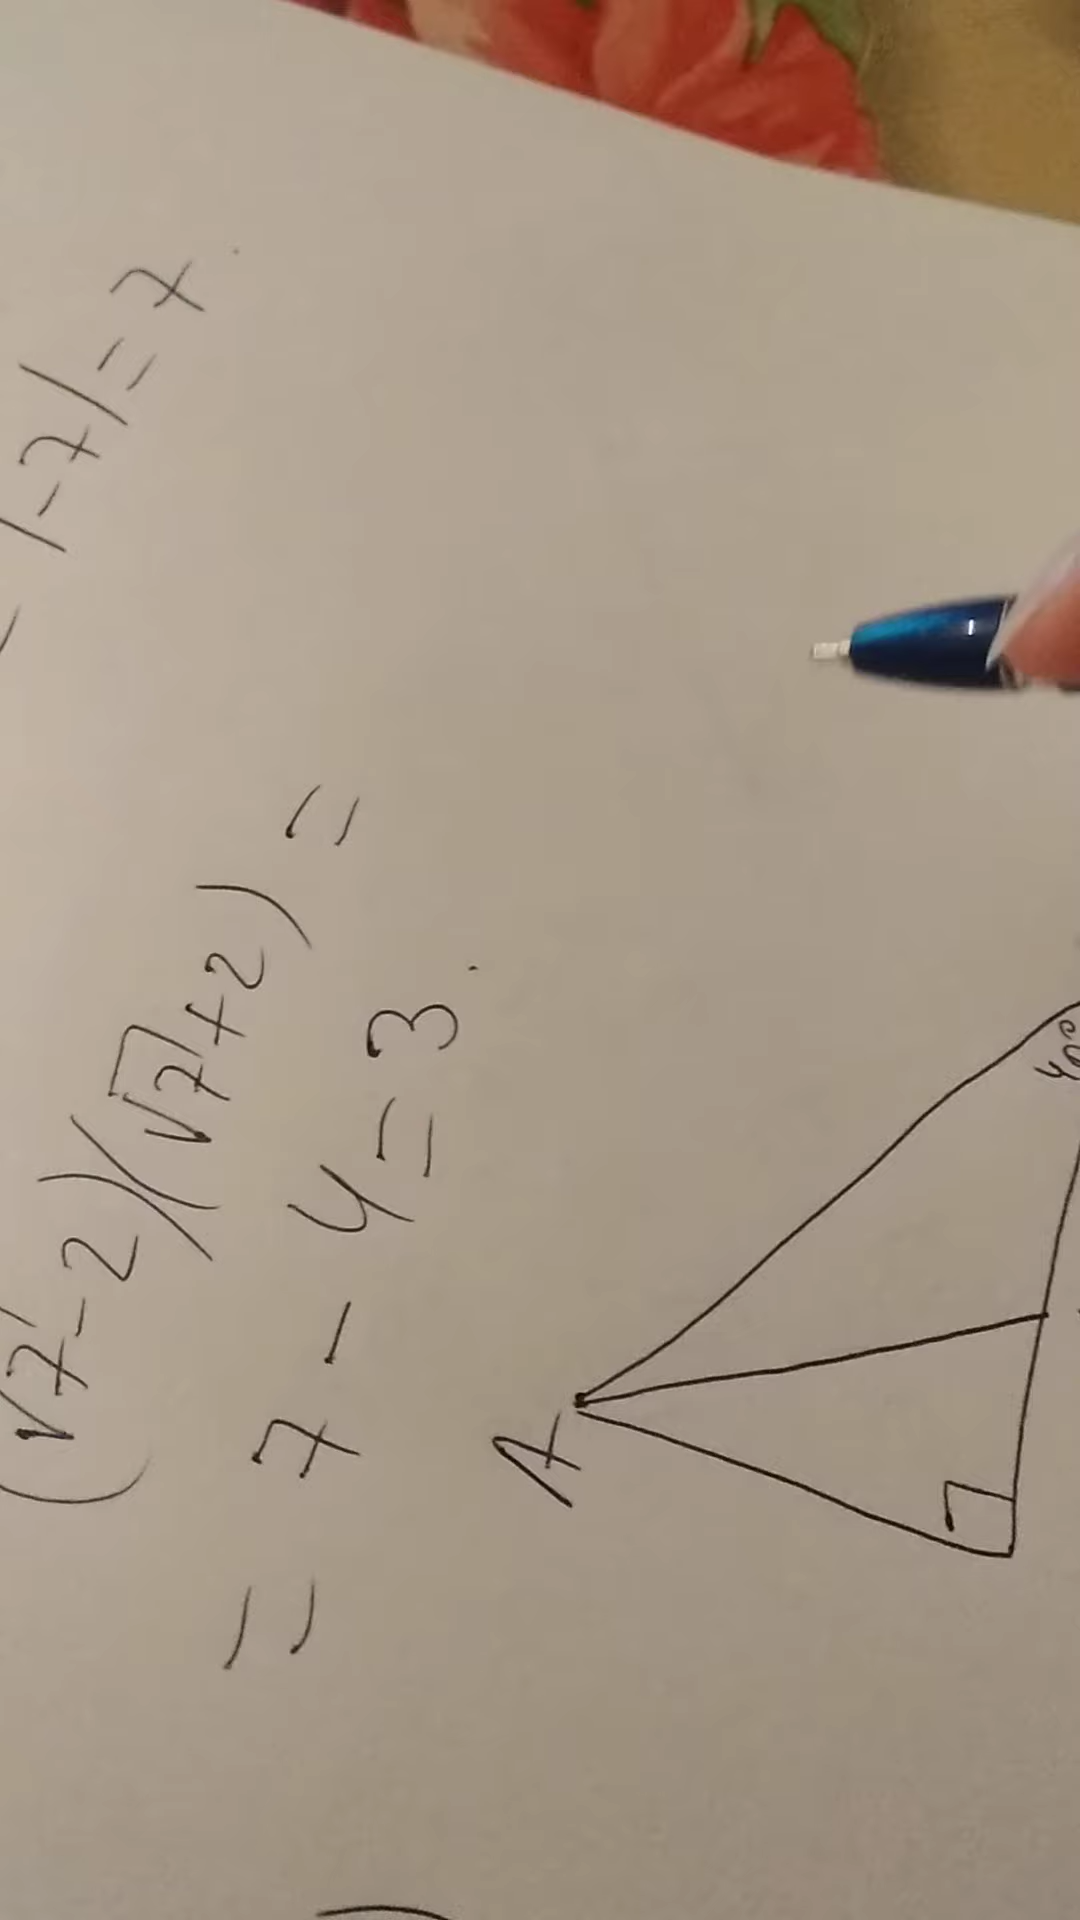 |-7| = 7.
(√7-2)(√7+2) =
= 7 - 4 = 3.
A
40°